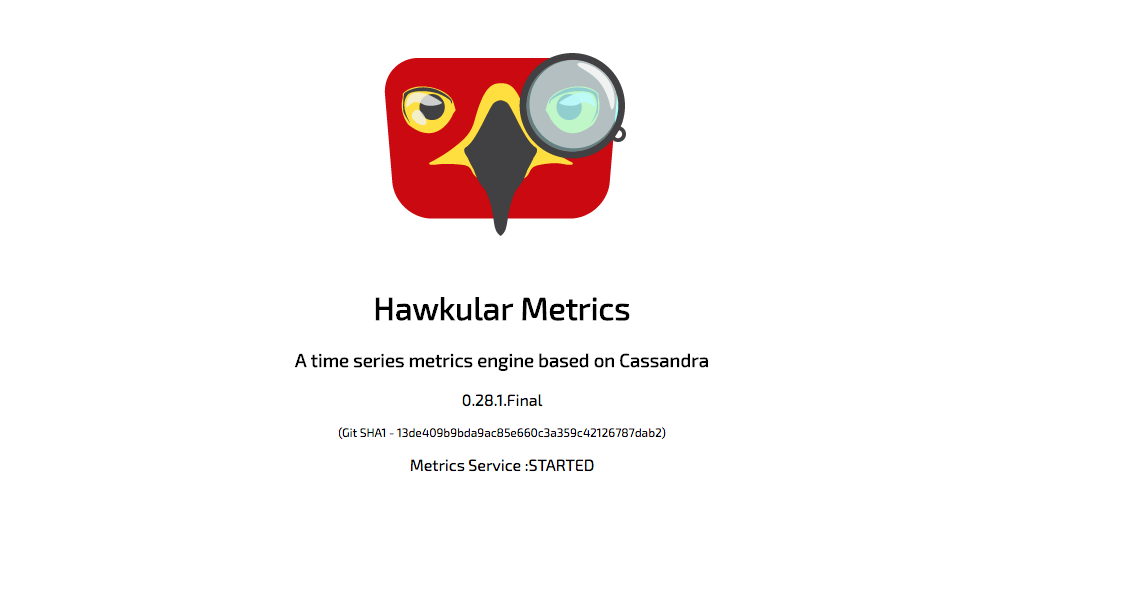 Hawkular Metrics
A time series metrics engine based on Cassandra
0.28.1.Final
(Git SHA1 - 13de409b9bda9ac85e660c3a359c42126787dab2)
Metrics Service :STARTED